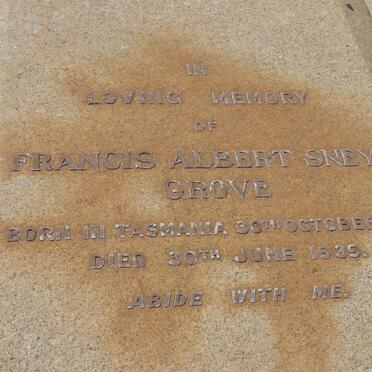 IN
LOVING MEMORY
OF
FRANCIS ALBERT SNEY
GROVE
BORN IN TASMANIA 30TH OCTOBER
DIED 30TH JUNE 1939.
ABIDE WITH ME.